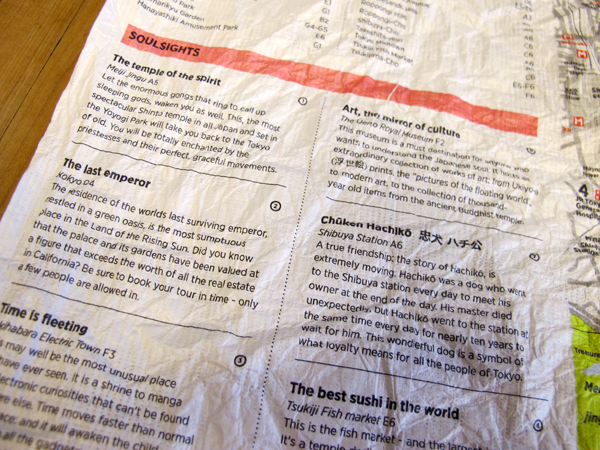 Hamarikyu Garden
Hanayashiki Amusement Park
G1
B2
G4-G5
E6
G1
A6
C6
E5-F6
E6
SOULSIGHTS
The temple of the spirit
Meiji Jingu A5
Let the enormous gongs that ring to call up
sleeping gods, waken you as well. This, the most
spectacular Shinto temple in all Japan and set in
the Yoyogi Park will take you back to the Tokyo
of old. You will be totally enchanted by the
priestesses and their perfect, graceful movements.
The last emperor
Kokyo D4
The residence of the worlds last surviving emperor,
nestled in a green oasis, is the most sumptuous
place in the Land of the Rising Sun. Did you know
that the palace and its gardens have been valued at
a figure that exceeds the worth of all the real estate
in California? Be sure to book your tour in time - only
a few people are allowed in.
2
Time is fleeting
kihabara Electric Town F3
s may well be the most unusual place
have ever seen. It is a shrine to manga
ectronic curiosities that can't be found
re else. Time moves faster than normal
ace, and it will awaken the child
all the gadget
3
Art, the mirror of culture
The Ueno Royal Museum F2
This museum is a must destination for anyone who
wants to understand the Japanese soul. It hosts an
extraordinary collection of works of art: from Ukiyoe
(浮世絵) prints, the "pictures of the floating world",
to modern art, to the collection of thousand
year old items from the ancient Buddhist temple.
Chūken Hachikō 忠犬ハチ公
Shibuya Station A6
A true friendship; the story of Hachikō, is
extremely moving. Hachikō was a dog who went
to the Shibuya station every day to meet his
owner at the end of the day. His master died
unexpectedly, but Hachikō went to the station at
the same time every day for nearly ten years to
wait for him. This wonderful dog is a symbol of
what loyalty means for all the people of Tokyo.
The best sushi in the world
Tsukiji Fish market E6
This is the fish market - and the largest
It's a temple
4